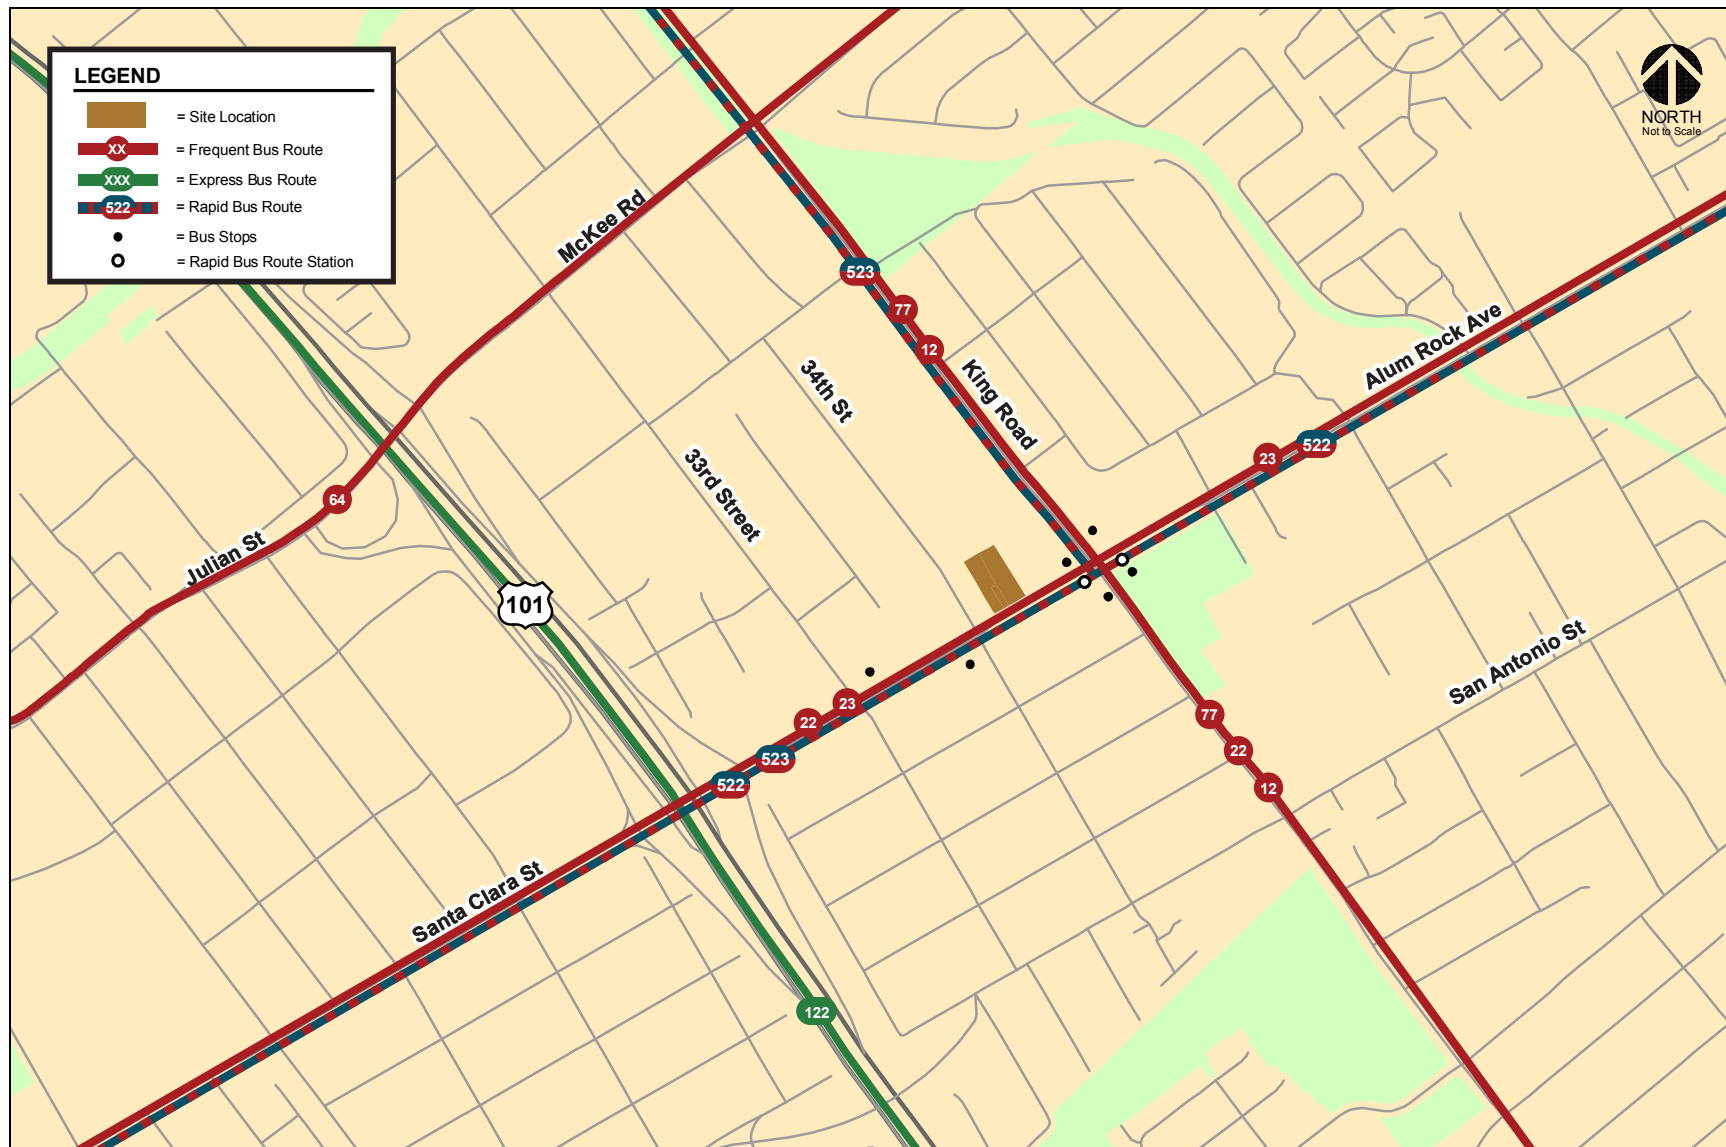 LEGEND
= Site Location
XX = Frequent Bus Route
XXX = Express Bus Route
522 = Rapid Bus Route
= Bus Stops
= Rapid Bus Route Station
NORTH
Not to Scale
McKee Rd
523
77
12
King Road
34th St
33rd Street
Alum Rock Ave
23
522
64
Julian St
101
San Antonio St
23
22
523
522
77
22
12
Santa Clara St
122